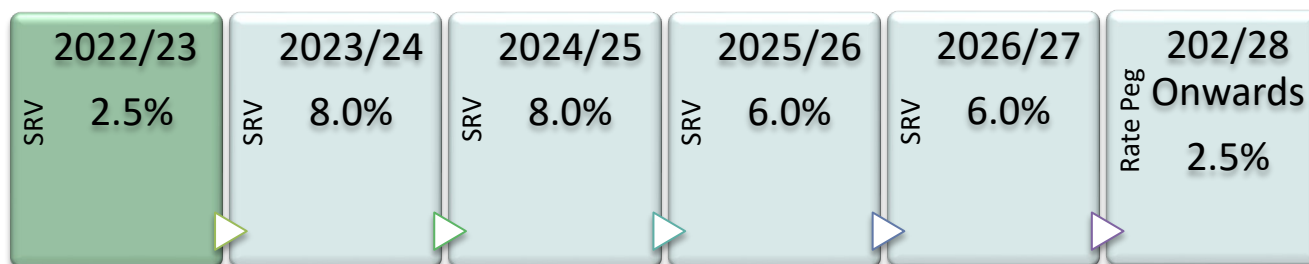 2022/23
SRV
2.5%
2023/24
SRV
8.0%
2024/25
SRV
8.0%
2025/26
SRV
6.0%
2026/27
SRV
6.0%
202/28
Onwards
Rate Peg
2.5%